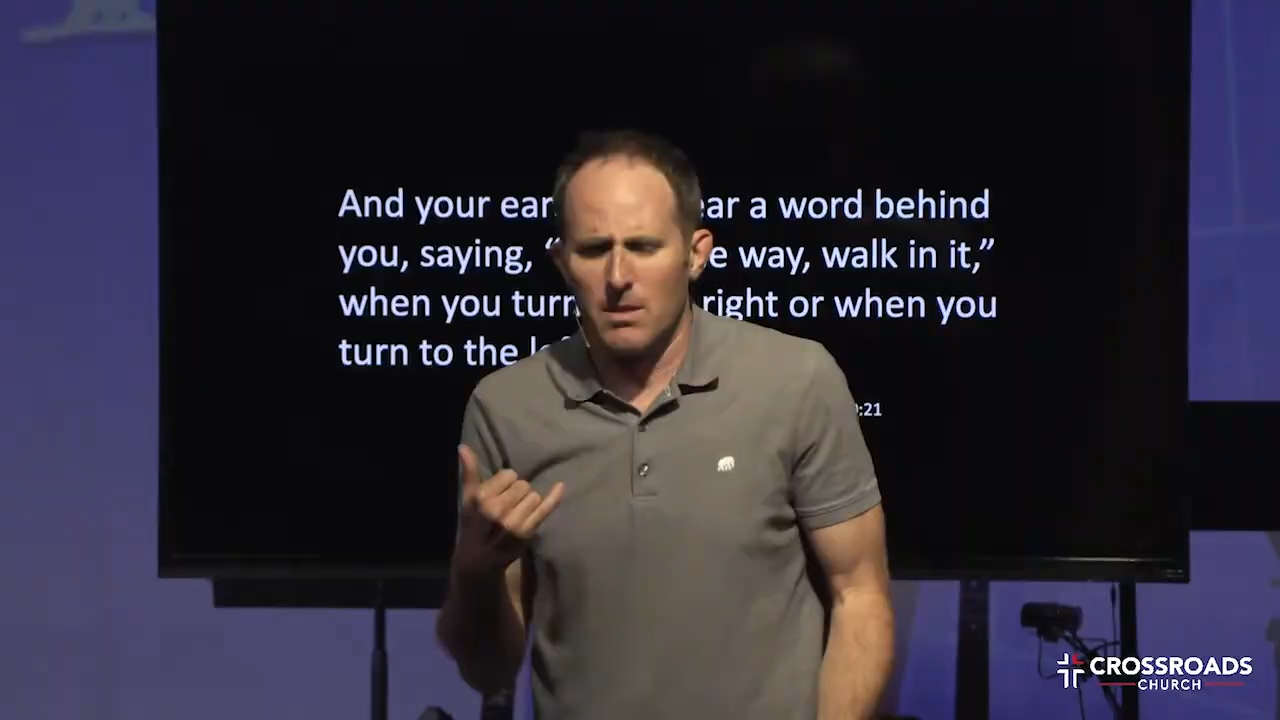 And your ear a word behind
you, saying, “ way, walk in it,”
when you turn right or when you
turn to the
:21
CROSSROADS
CHURCH